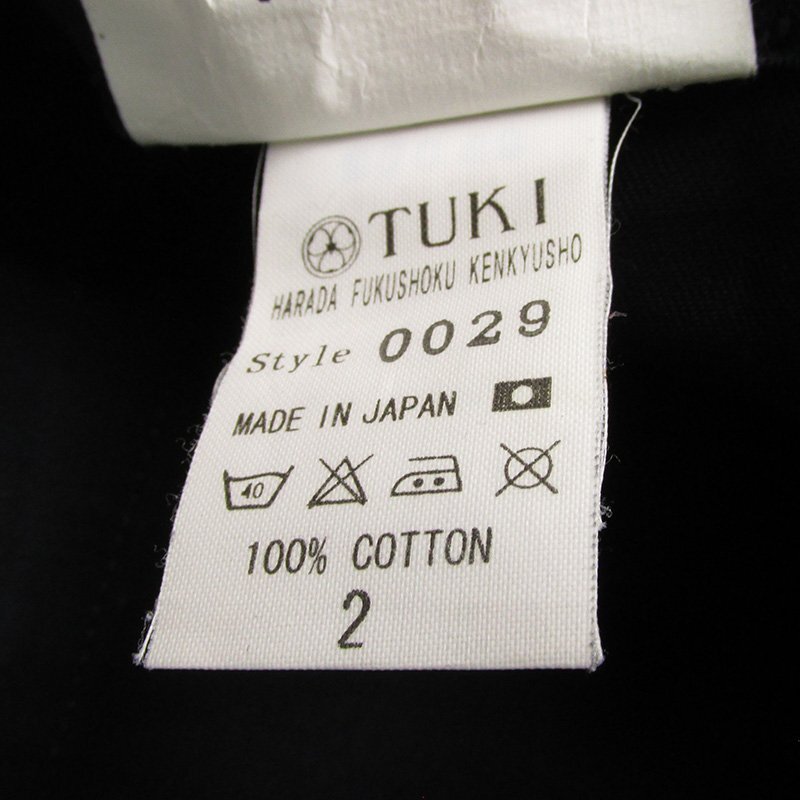 TUKI
HARADA FUKUSHOKU KENKYUSHO
Style 0029
MADE IN JAPAN
40
100% COTTON
2